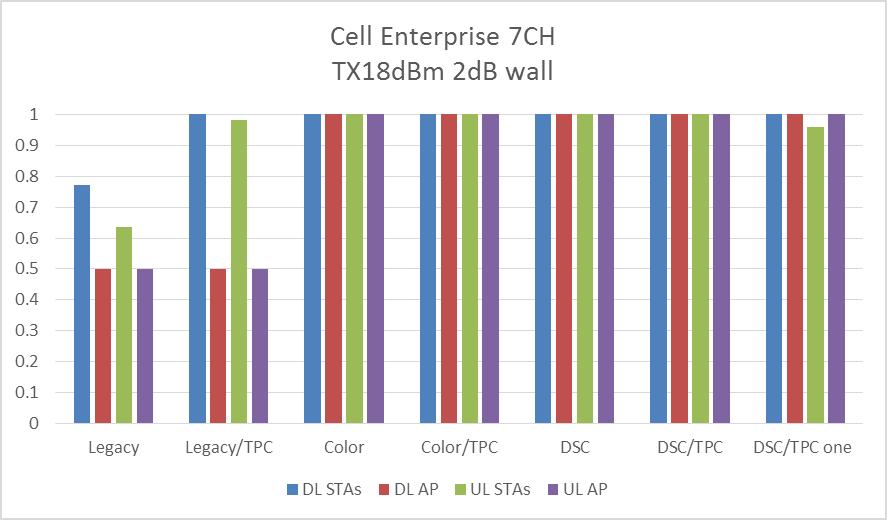 Cell Enterprise 7CH
TX18dBm 2dB wall
1
0.9
0.8
0.7
0.6
0.5
0.4
0.3
0.2
0.1
0
Legacy Legacy/TPC Color Color/TPC DSC DSC/TPC DSC/TPC one
DL STAs DL AP UL STAs UL AP